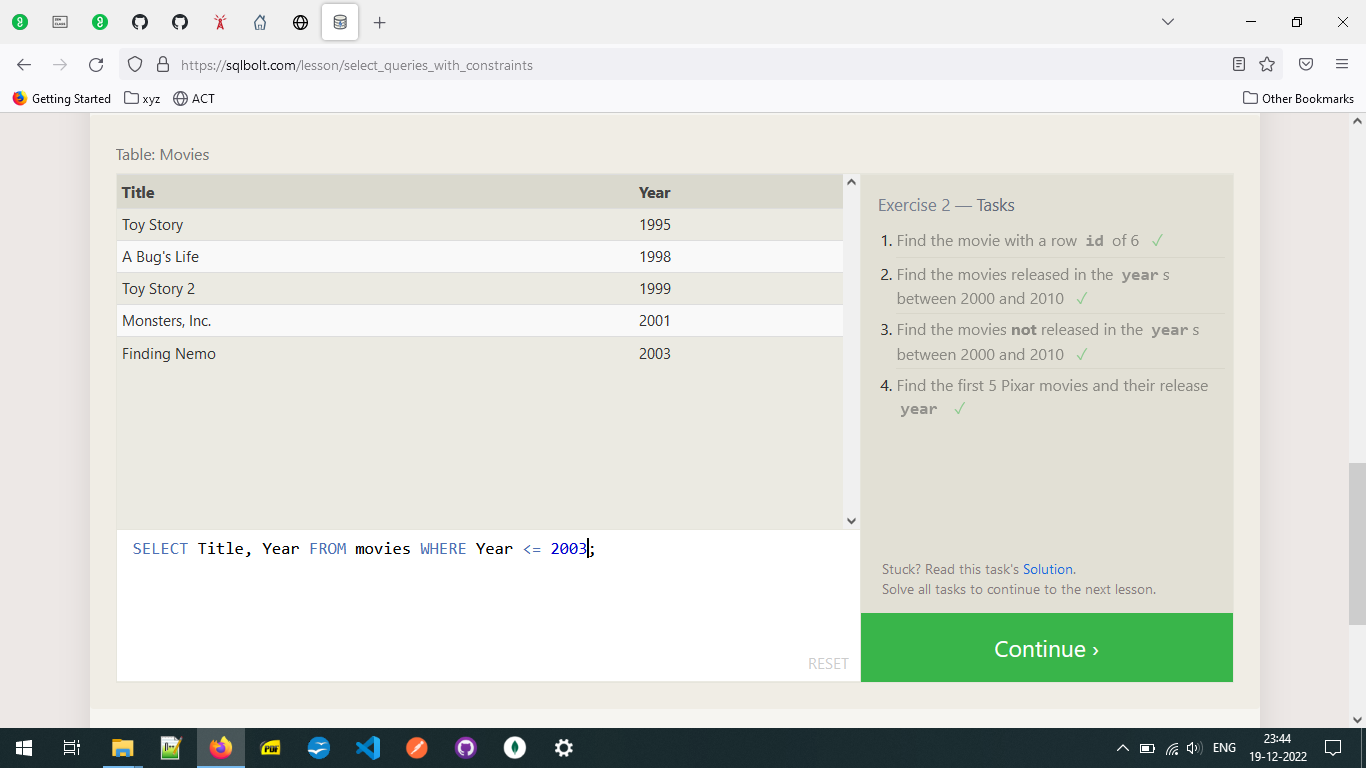 https://sqlbolt.com/lesson/select_queries_with_constraints
Getting Started xyz ACT Other Bookmarks
Table: Movies
Title Year
Toy Story 1995
A Bug's Life 1998
Toy Story 2 1999
Monsters, Inc. 2001
Finding Nemo 2003
SELECT Title, Year FROM movies WHERE Year <= 2003;
RESET
Exercise 2 — Tasks
1. Find the movie with a row id of 6 ✓
2. Find the movies released in the year s
between 2000 and 2010 ✓
3. Find the movies not released in the year s
between 2000 and 2010 ✓
4. Find the first 5 Pixar movies and their release
year ✓
Stuck? Read this task's Solution.
Solve all tasks to continue to the next lesson.
Continue ›
PDF
ENG
23:44
19-12-2022